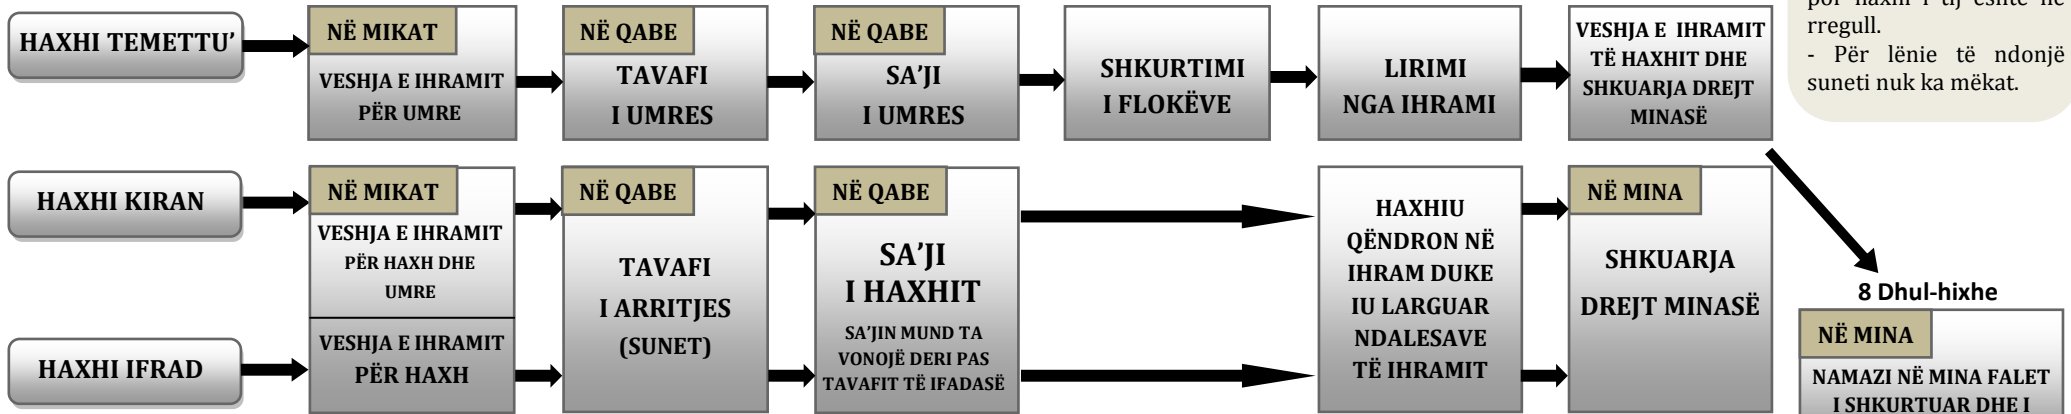 HAXHI TEMETTU’
NË MIKAT
VESHJA E IHRAMIT
PËR UMRE
NË QABE
TAVAFI
I UMRES
NË QABE
SA’JI
I UMRES
SHKURTIMI
I FLOKËVE
LIRIMI
NGA IHRAMI
VESHJA E IHRAMIT
TË HAXHIT DHE
SHKUARJA DREJT
MINASË
rregull.
- Për lënie të ndonjë
suneti nuk ka mëkat.
HAXHI KIRAN
HAXHI IFRAD
NË MIKAT
VESHJA E IHRAMIT
PËR HAXH DHE
UMRE
VESHJA E IHRAMIT
PËR HAXH
NË QABE
TAVAFI
I ARRITJES
(SUNET)
NË QABE
SA’JI
I HAXHIT
SA’JIN MUND TA
VONOJË DERI PAS
TAVAFIT TË IFADASË
HAXHIU
QËNDRON NË
IHRAM DUKE
IU LARGUAR
NDALESAVE
TË IHRAMIT
NË MINA
SHKUARJA
DREJT MINASË
8 Dhul-hixhe
NË MINA
NAMAZI NË MINA FALET
I SHKURTUAR DHE I